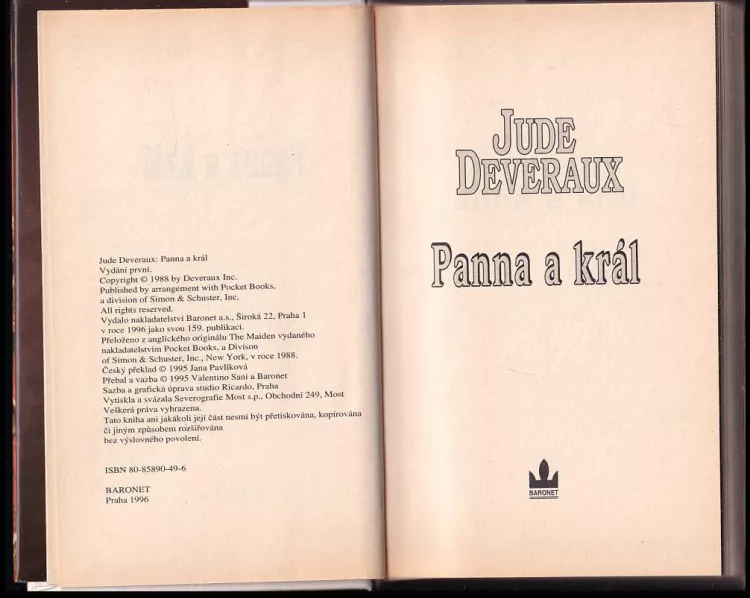 Jude Deveraux: Panna a král
Vydání první.
Copyright © 1988 by Deveraux Inc.
Published by arrangement with Pocket Books,
a division of Simon & Schuster, Inc.
All rights reserved.
Vydalo nakladatelství Baronet a.s., Široká 22, Praha 1
v roce 1996 jako svou 159. publikaci.
Přeloženo z anglického originálu The Maiden vydaného
nakladatelstvím Pocket Books, a Divison
of Simon & Schuster, Inc., New York, v roce 1988.
Český překlad © 1995 Jana Pavlíková
Přebal a vazba © 1995 Valentino Sani a Baronet
Sazba a grafická úprava studio Ricardo, Praha
Vytiskla a svázala Severografie Most s.p., Obchodní 249, Most
Veškerá práva vyhrazena.
Tato kniha ani jakákoli její část nesmí být přetiskována, kopírována
či jiným způsobem rozšiřována
bez výslovného povolení.
ISBN 80-85890-49-6
BARONET
Praha 1996
JUDE
DEVERAUX
Panna a král
BARONET